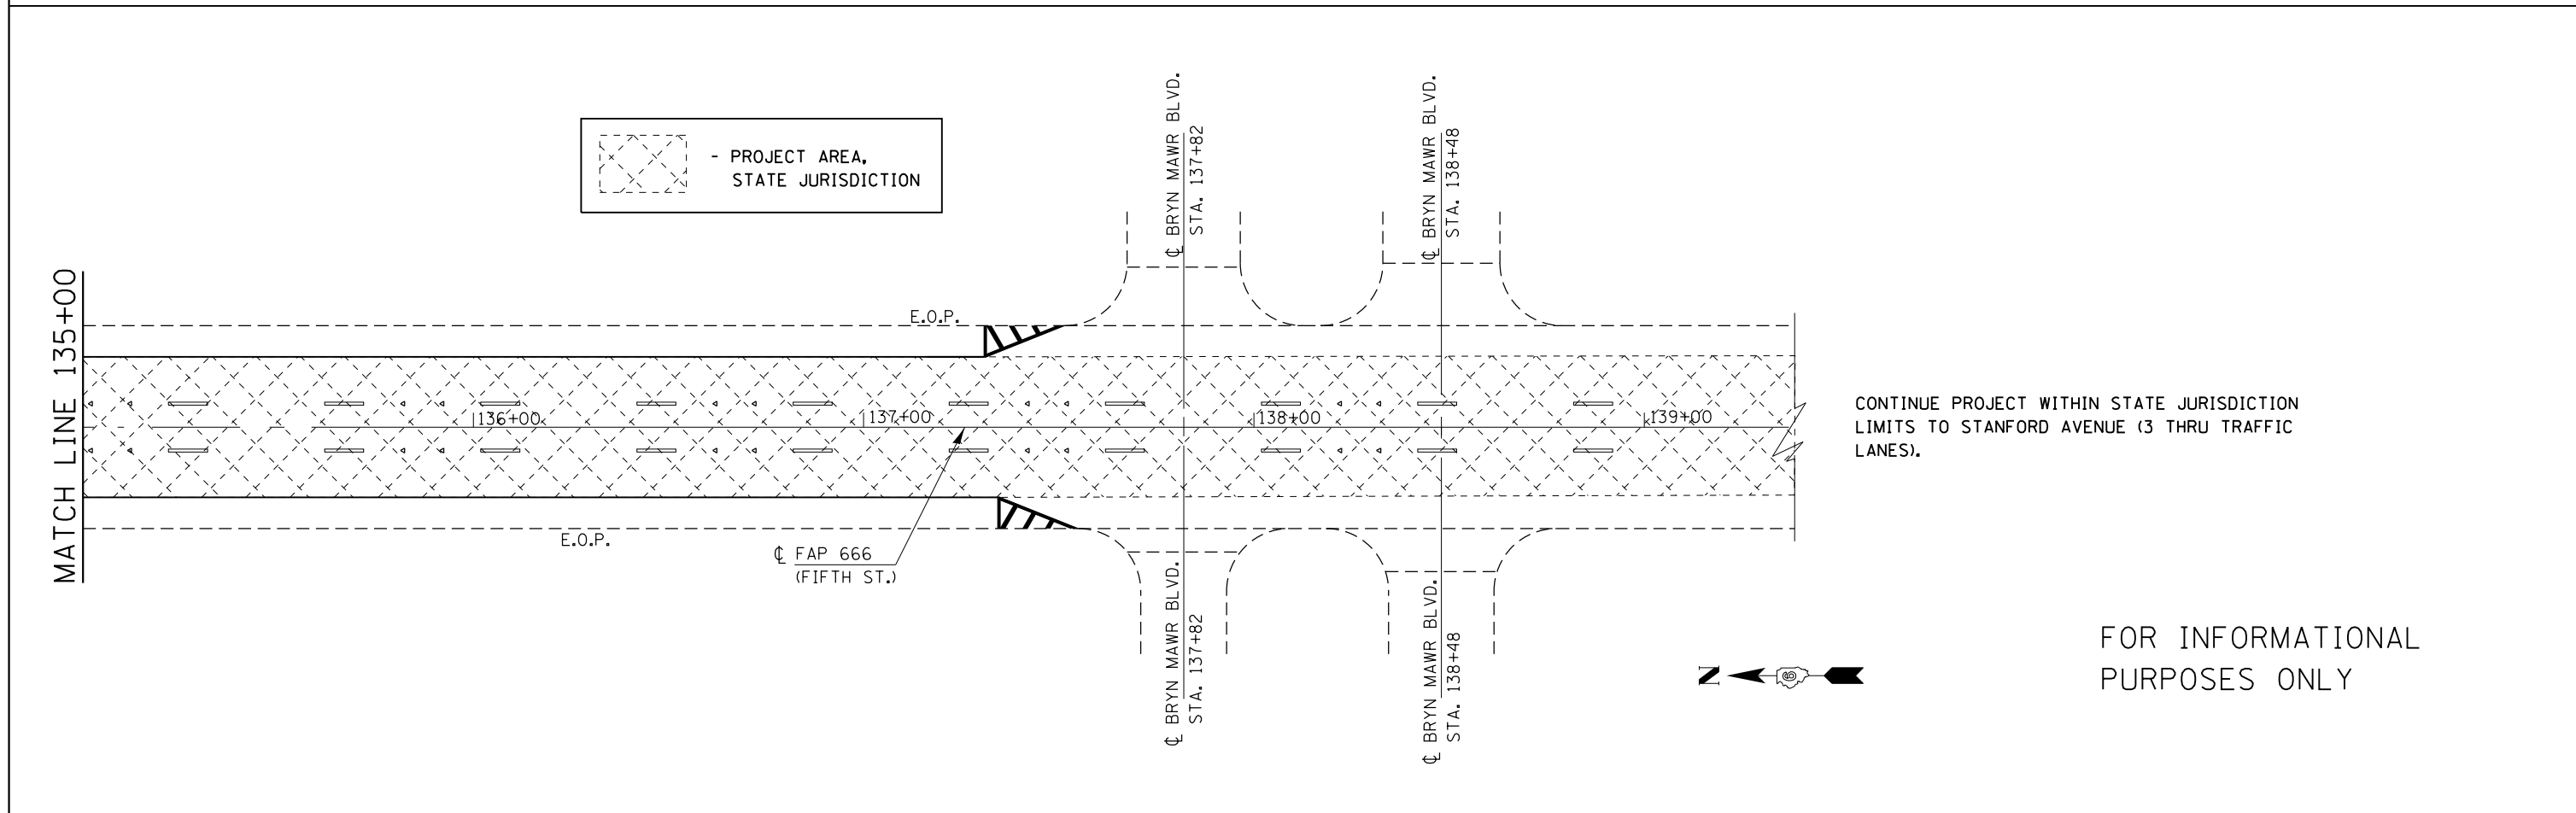 - PROJECT AREA,
STATE JURISDICTION
MATCH LINE 135+00
℄ BRYN MAWR BLVD.
STA. 137+82
℄ BRYN MAWR BLVD.
STA. 138+48
E.O.P.
136+00
137+00
138+00
139+00
CONTINUE PROJECT WITHIN STATE JURISDICTION
LIMITS TO STANFORD AVENUE (3 THRU TRAFFIC
LANES).
E.O.P.
℄ FAP 666
(FIFTH ST.)
℄ BRYN MAWR BLVD.
STA. 137+82
℄ BRYN MAWR BLVD.
STA. 138+48
N
6
FOR INFORMATIONAL
PURPOSES ONLY